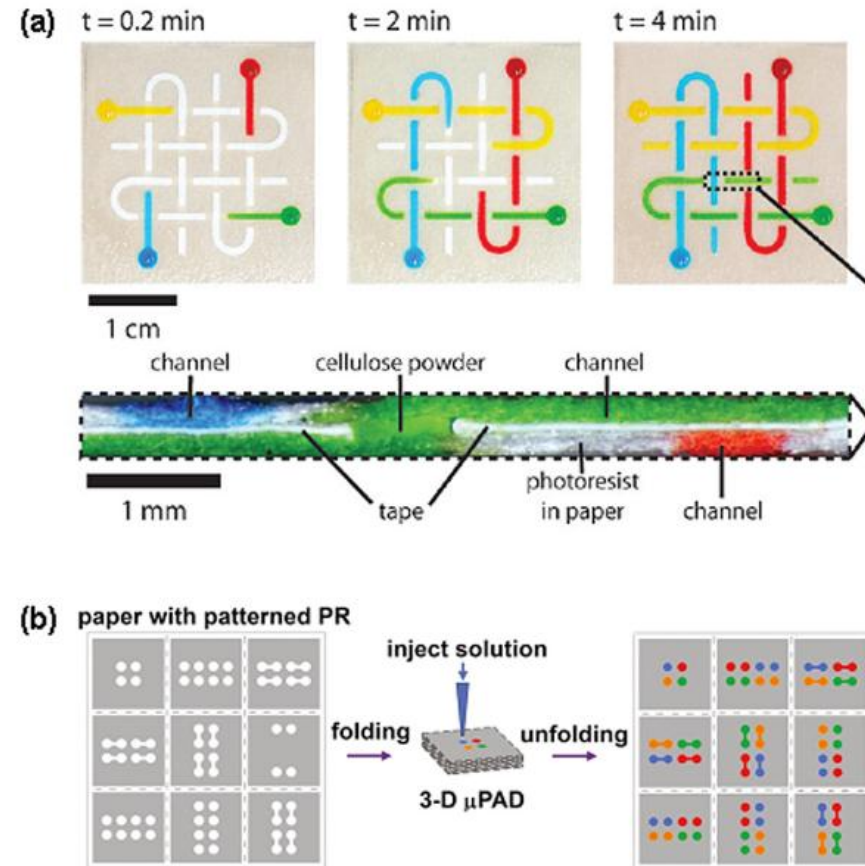 (a)
t = 0.2 min
t = 2 min
t = 4 min
1 cm
channel
cellulose powder
channel
1 mm
tape
photoresist
in paper
channel
(b) paper with patterned PR
inject solution
folding
unfolding
3-D μPAD